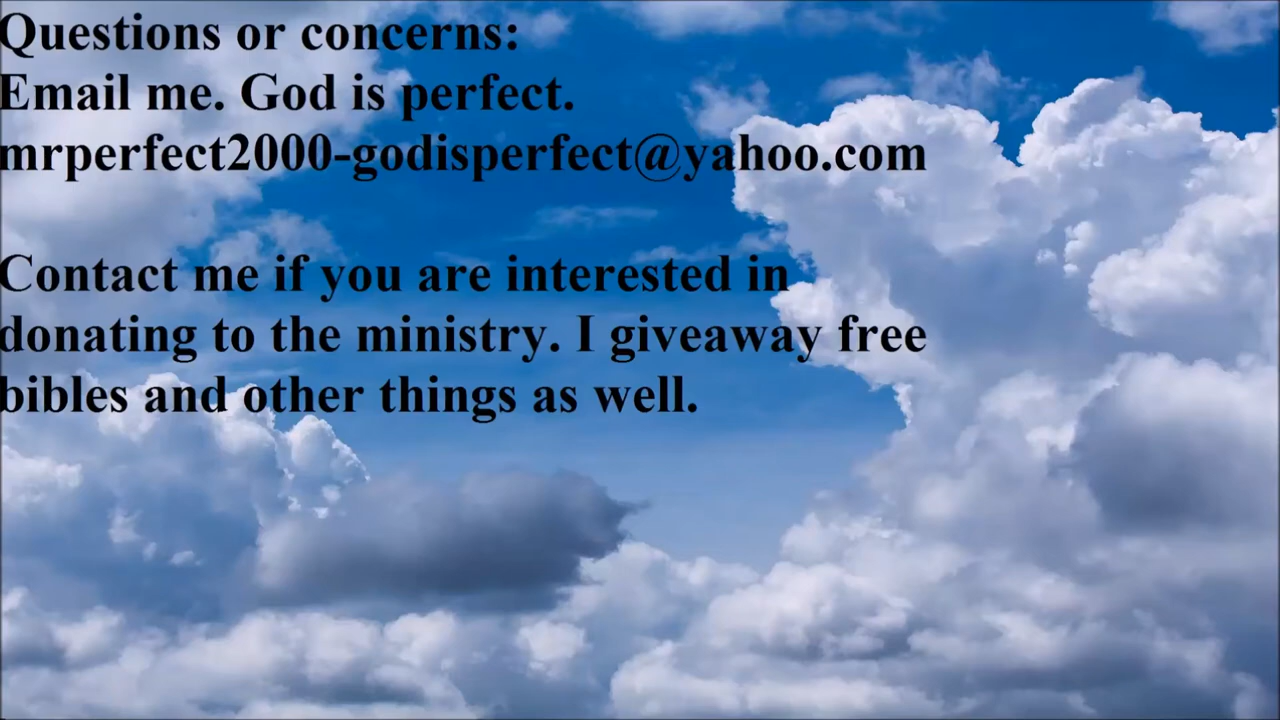 Questions or concerns:
Email me. God is perfect.
mrperfect2000-godisperfect@yahoo.com
Contact me if you are interested in
donating to the ministry. I giveaway free
bibles and other things as well.